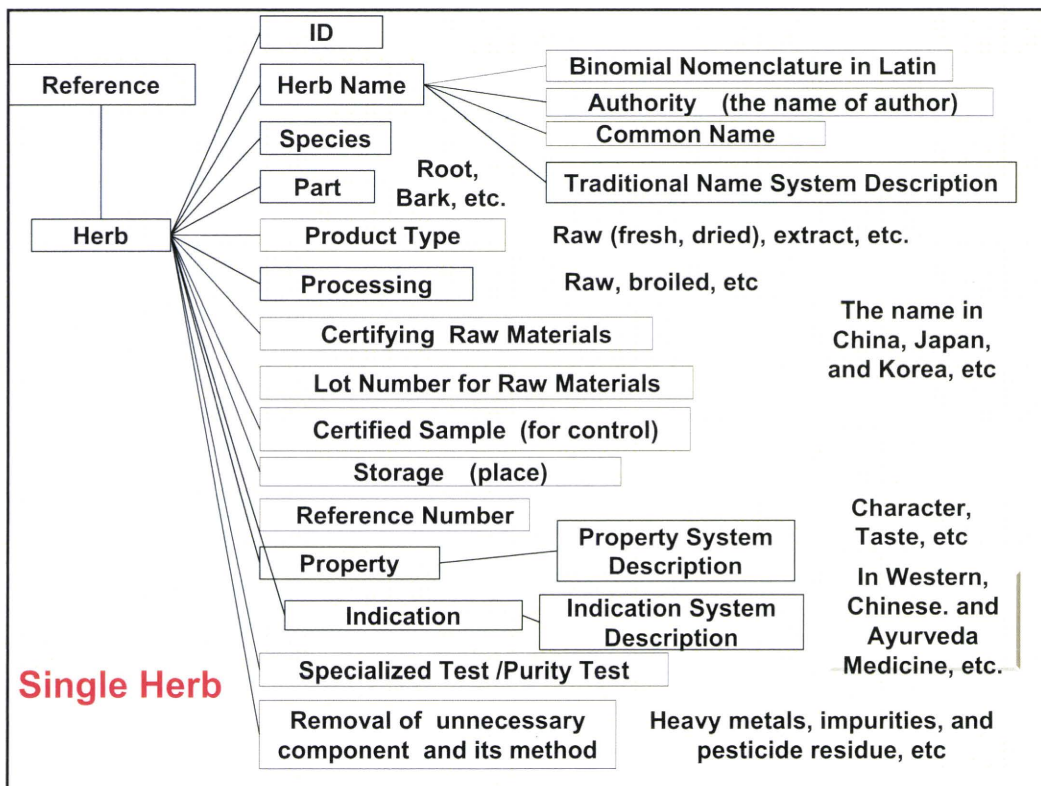 ID
Reference
Herb Name
Binomial Nomenclature in Latin
Authority (the name of author)
Common Name
Species
Part
Root,
Bark, etc.
Traditional Name System Description
Herb
Product Type
Raw (fresh, dried), extract, etc.
Processing
Raw, broiled, etc
The name in
China, Japan,
and Korea, etc
Certifying Raw Materials
Lot Number for Raw Materials
Certified Sample (for control)
Storage (place)
Reference Number
Character,
Taste, etc
Property
Property System
Description
In Western,
Chinese. and
Ayurveda
Medicine, etc.
Indication
Indication System
Description
Specialized Test /Purity Test
Single Herb
Removal of unnecessary
component and its method
Heavy metals, impurities, and
pesticide residue, etc